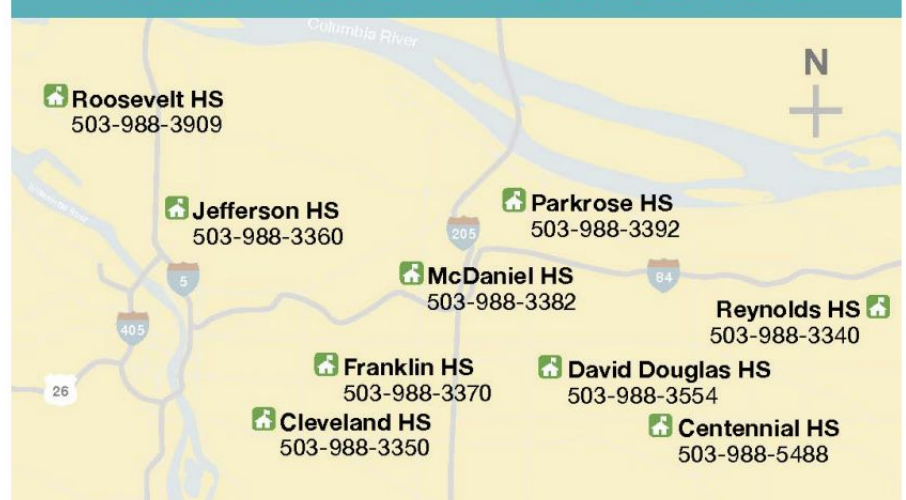 Columbia River
N
Roosevelt HS
503-988-3909
Willamette River
Jefferson HS
503-988-3360
Parkrose HS
503-988-3392
205
5
McDaniel HS
503-988-3382
84
Reynolds HS
503-988-3340
405
26
Franklin HS
503-988-3370
David Douglas HS
503-988-3554
Cleveland HS
503-988-3350
Centennial HS
503-988-5488